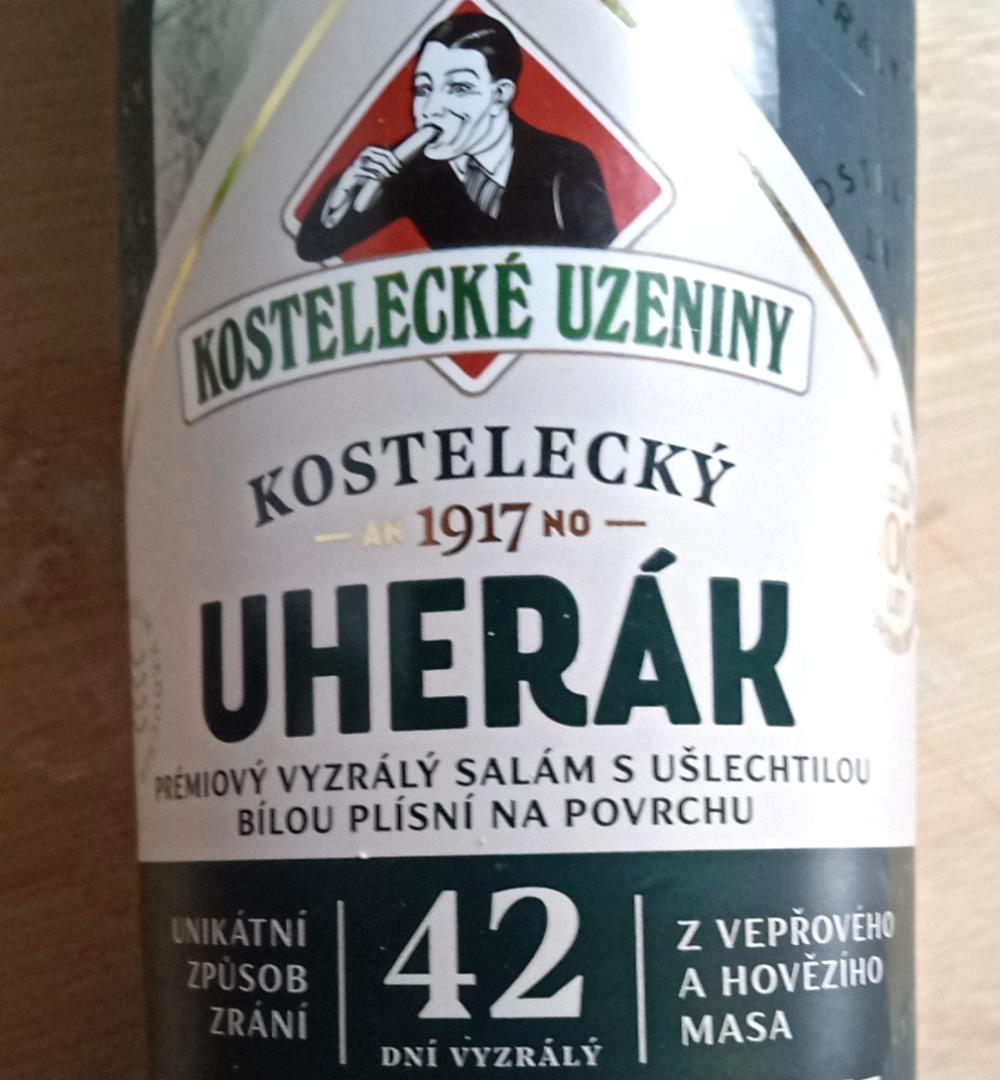 KOSTELECKÉ UZENINY
KOSTELECKÝ
AN 1917 NO
UHERÁK
PRÉMIOVÝ VYZRÁLÝ SALÁM S UŠLECHTILOU
BÍLOU PLÍSNÍ NA POVRCHU
UNIKÁTNÍ
ZPŮSOB
ZRÁNÍ
42
DNÍ VYZRÁLÝ
Z VEPŘOVÉHO
A HOVĚZÍHO
MASA